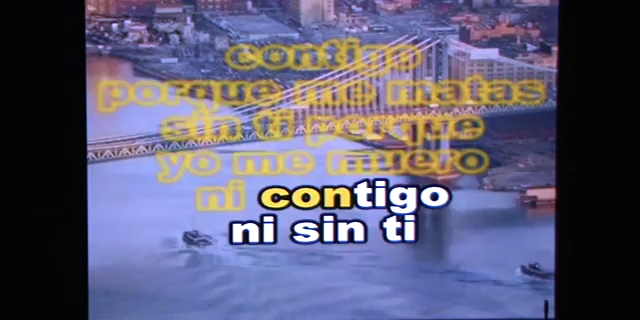 contigo
porque me matas
sin ti porque
yo me muero
ni contigo
ni sin ti